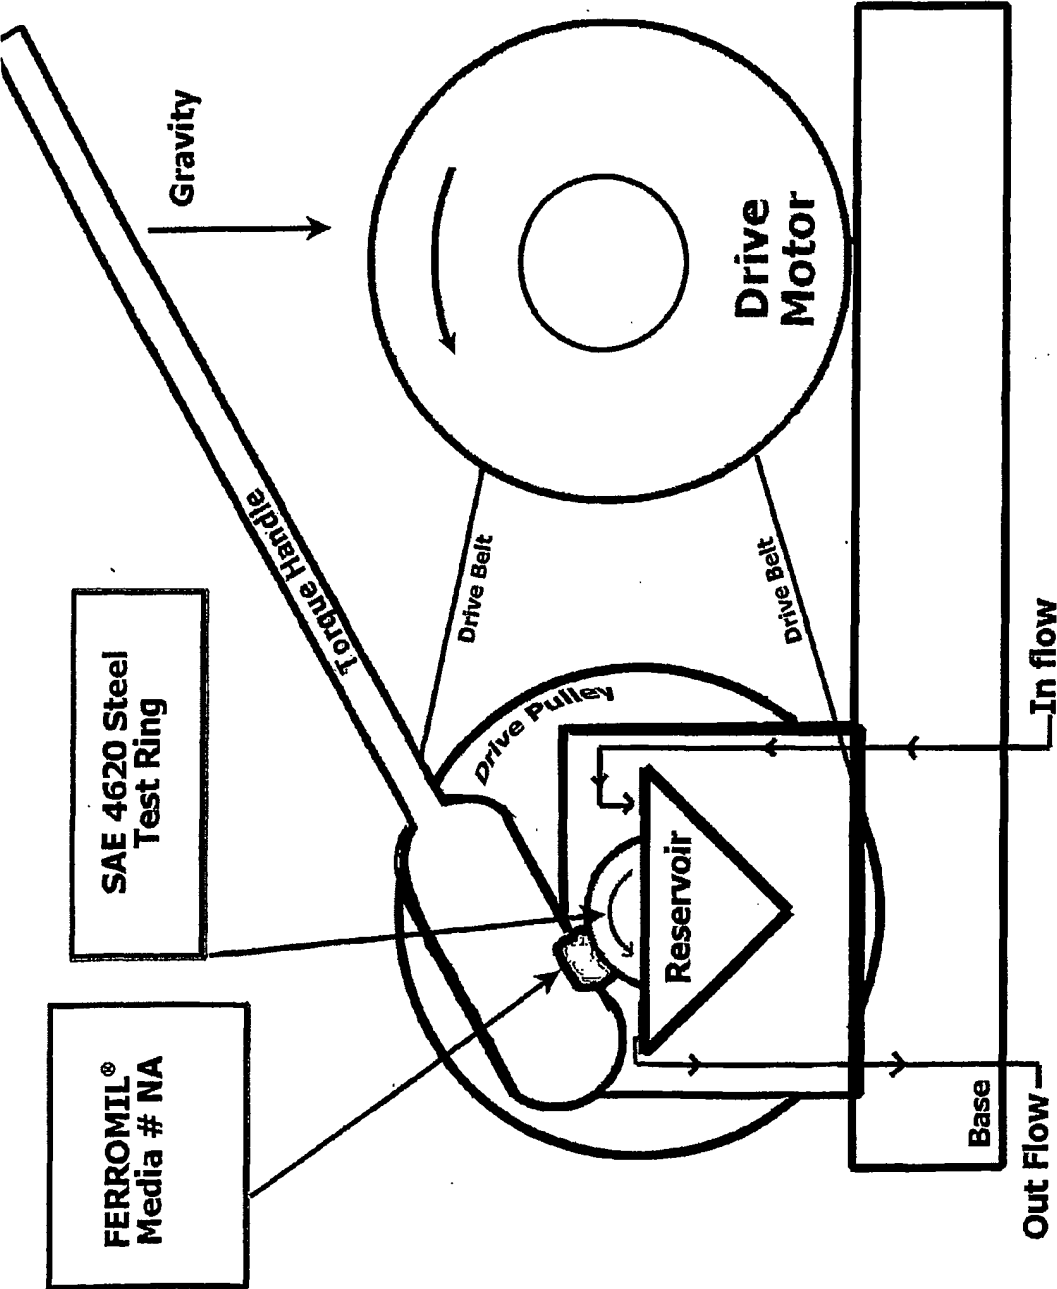 FERROMIL®
Media # NA
SAE 4620 Steel
Test Ring
Torque Handle
Gravity
Drive Pulley
Drive Belt
Drive Belt
Drive
Motor
Reservoir
Base
Out Flow
In flow